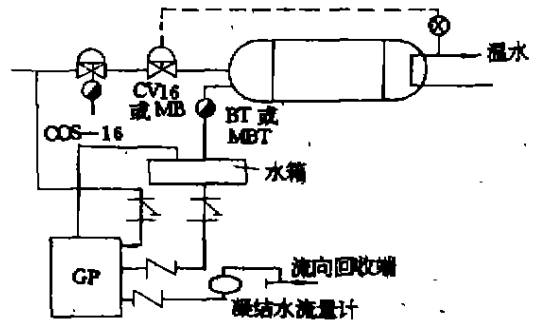 温水
CV16
或 MB
BT 或
MBT
COS-16
水箱
GP
流向回收端
凝结水流量计